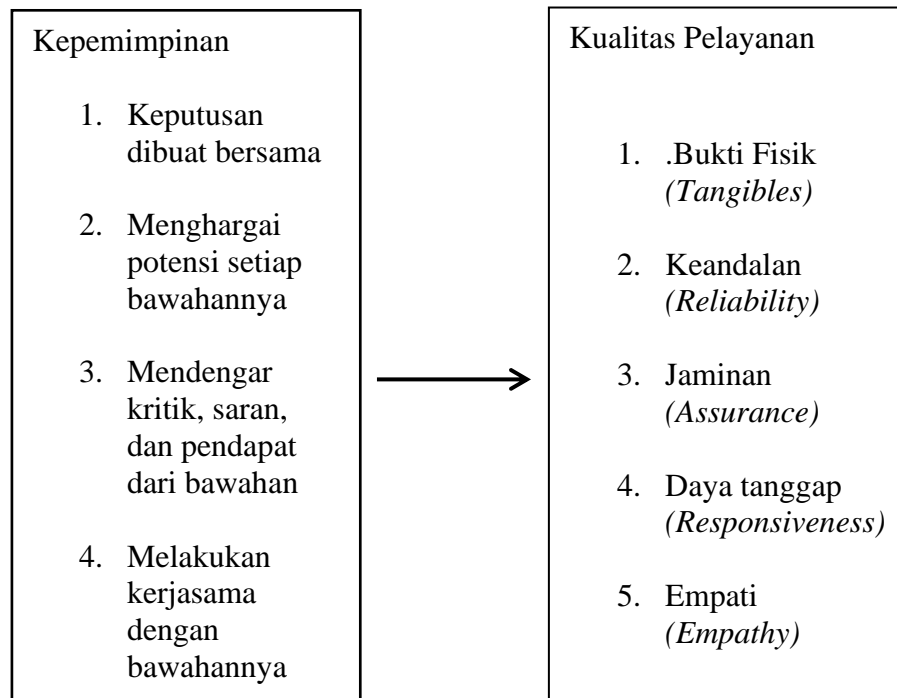 Kepemimpinan
1. Keputusan
dibuat bersama
2. Menghargai
potensi setiap
bawahannya
3. Mendengar
kritik, saran,
dan pendapat
dari bawahan
4. Melakukan
kerjasama
dengan
bawahannya
Kualitas Pelayanan
1. .Bukti Fisik
(Tangibles)
2. Keandalan
(Reliability)
3. Jaminan
(Assurance)
4. Daya tanggap
(Responsiveness)
5. Empati
(Empathy)